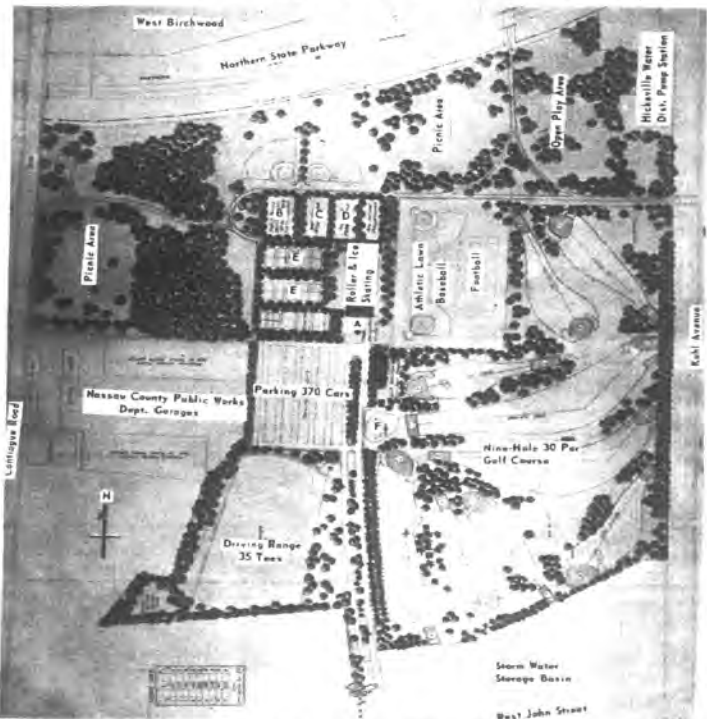 West Birchwood
Northern State Parkway
Picnic Area
Open Play Area
Hicksville Water
Dist. Pump Station
Picnic Area
B
C
D
E
E
Roller & Ice
Skating
A
Athletic Lawn
Baseball
Football
Kuhl Avenue
Nassau County Public Works
Dept. Garages
Parking 370 Cars
F
Nine-Hole 30 Par
Golf Course
Cantiague Road
N
Driving Range
35 Tees
Storm Water
Storage Basin
West John Street